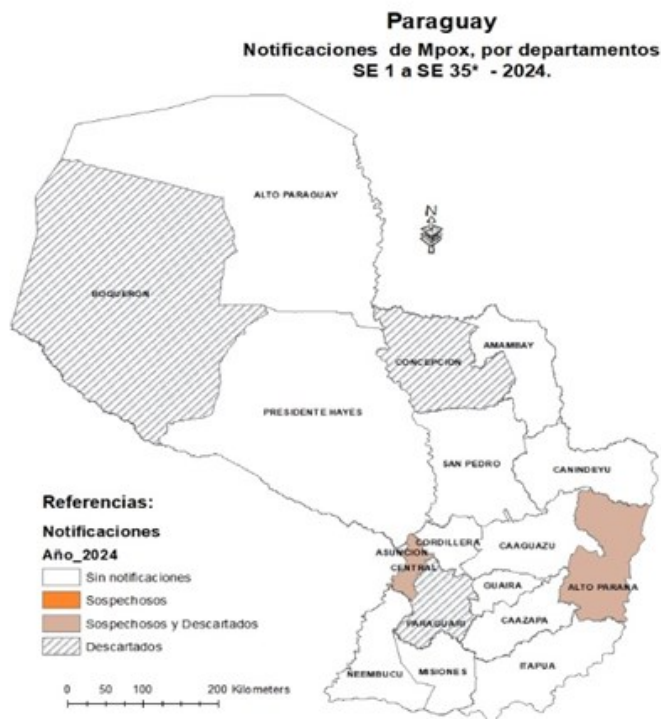 Paraguay
Notificaciones de Mpox, por departamentos
SE 1 a SE 35* - 2024.
ALTO PARAGUAY
N
BOQUERON
CONCEPCION
AMAMBAY
PRESIDENTE HAYES
SAN PEDRO
CANINDEYU
CORDILLERA
ASUNCION
CAAGUAZU
CENTRAL
GUAIRA
ALTO PARANA
PARAGUARI
CAAZAPA
ÑEEMBUCU
MISIONES
ITAPUA
Referencias:
Notificaciones
Año_2024
Sin notificaciones
Sospechosos
Sospechosos y Descartados
Descartados
0 50 100 200 Kilometers